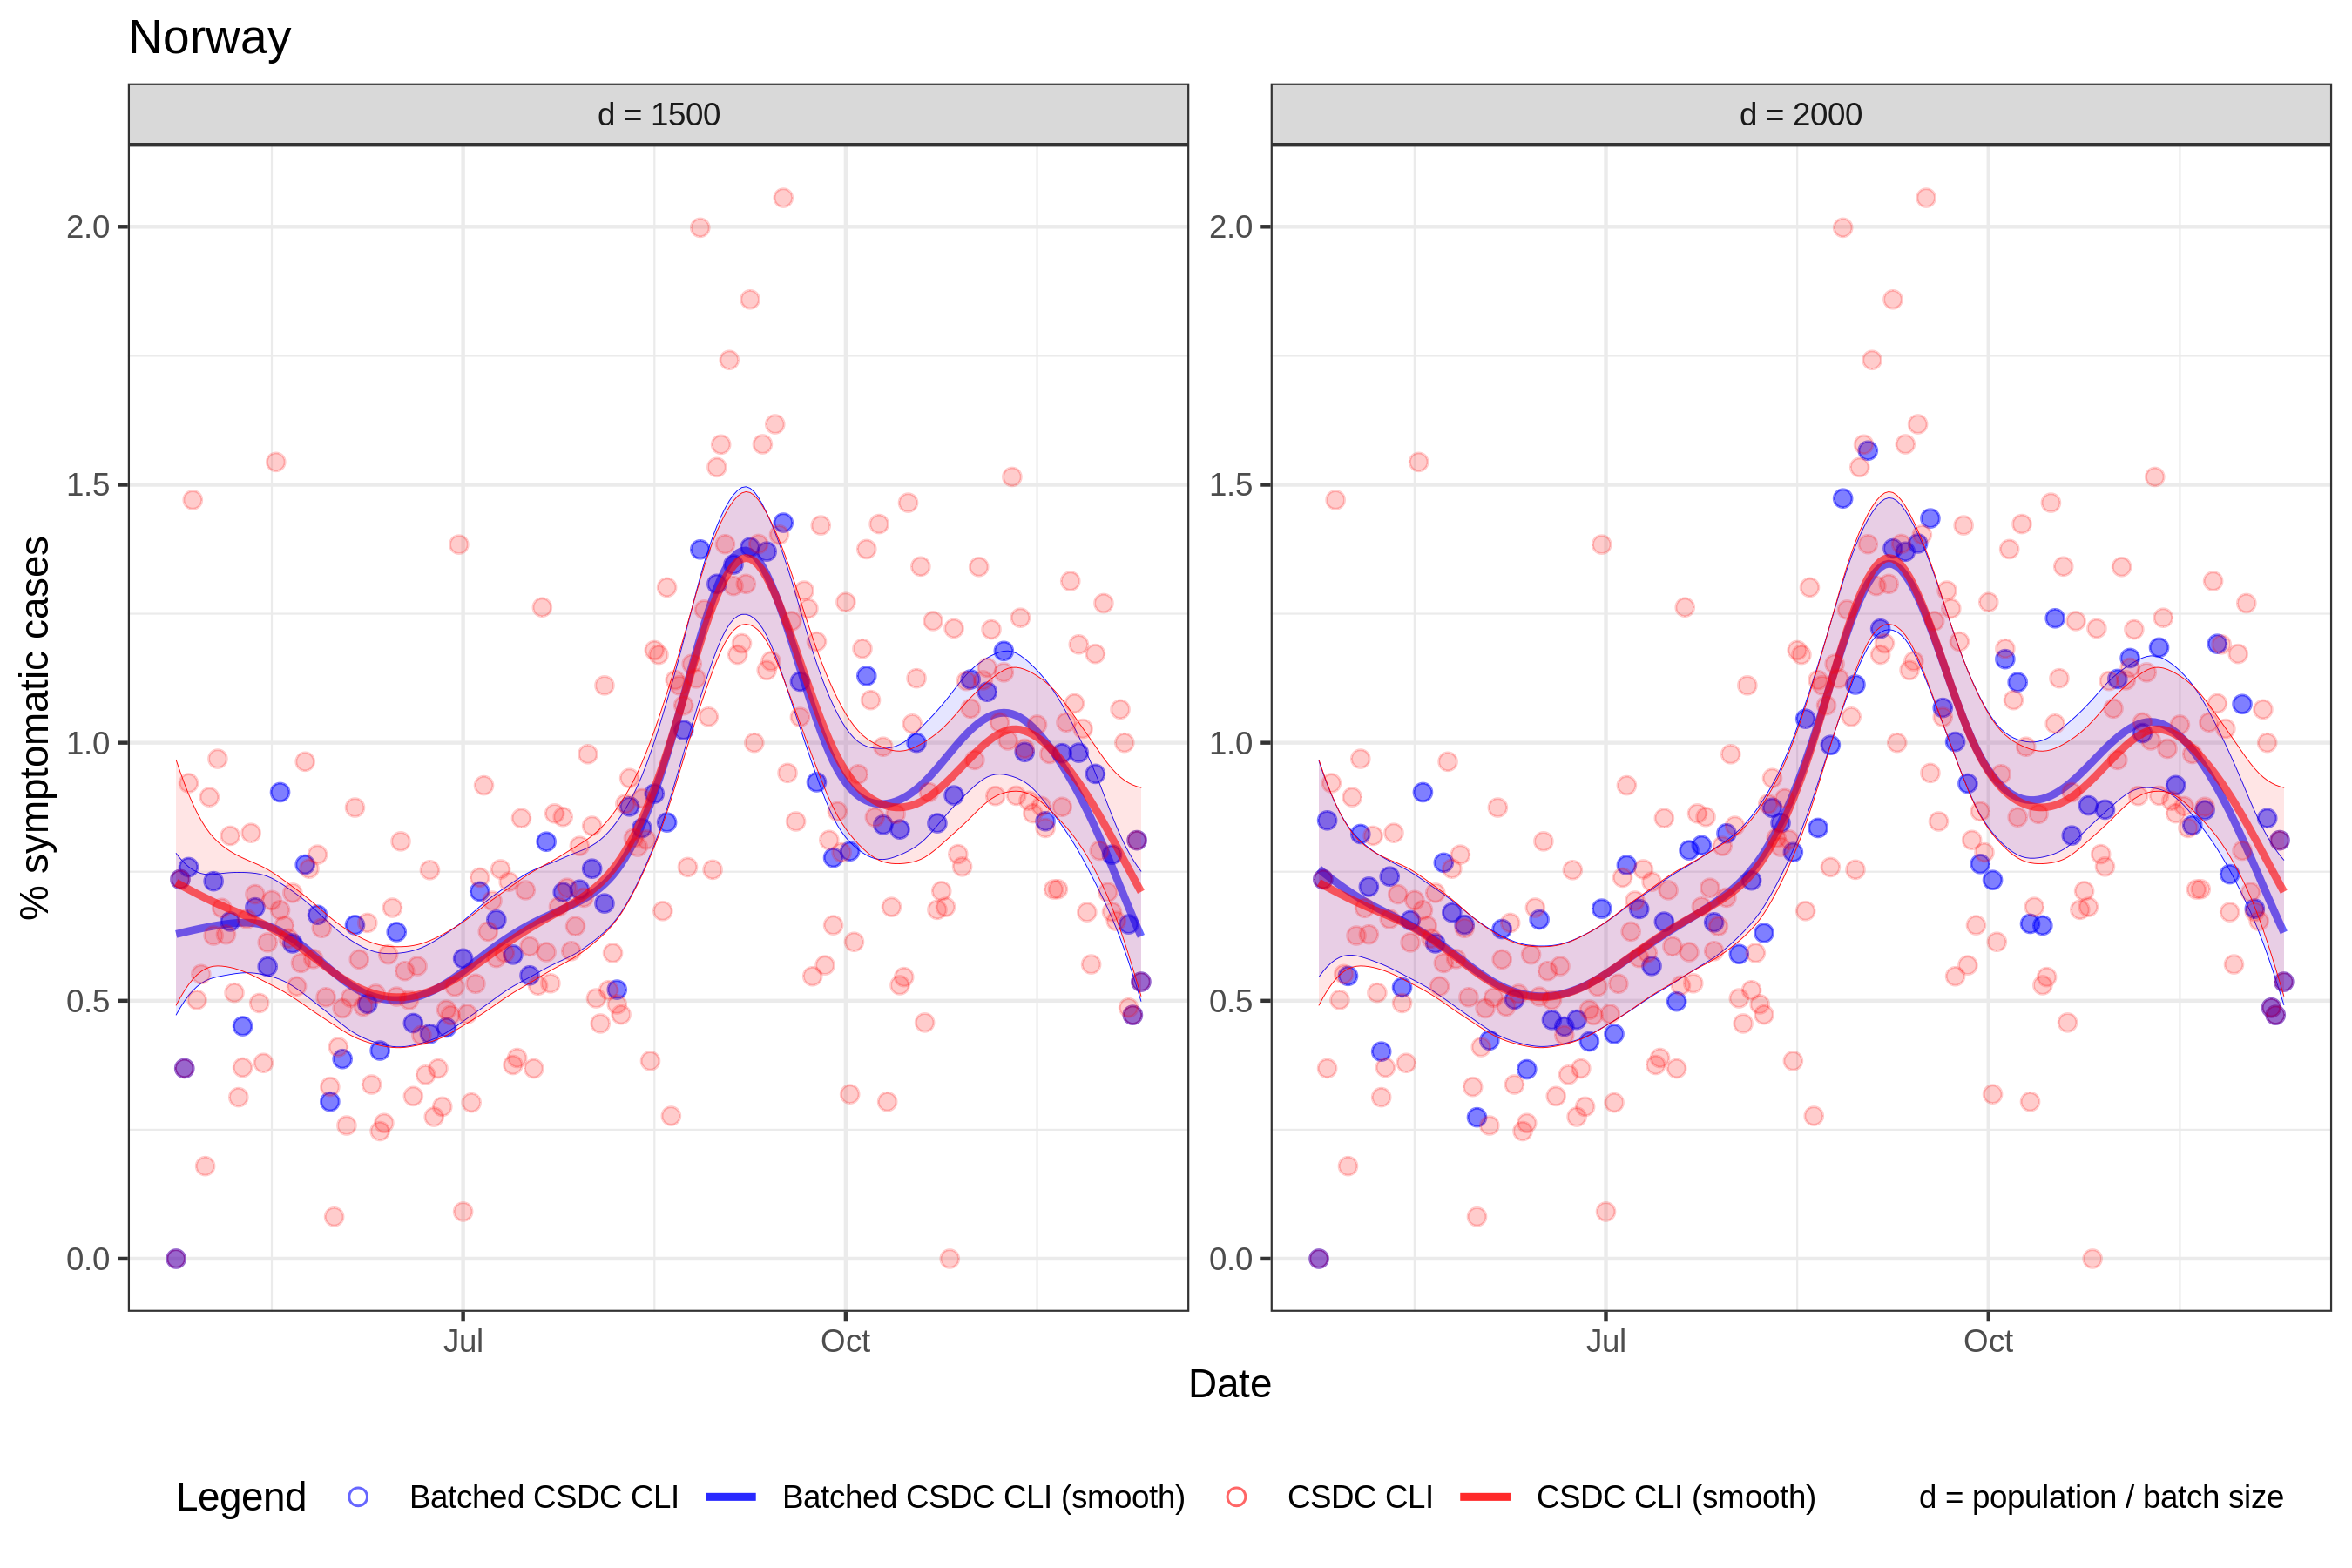 Norway
d = 1500
d = 2000
% symptomatic cases
2.0
1.5
1.0
0.5
0.0
2.0
1.5
1.0
0.5
0.0
Jul
Oct
Jul
Oct
Date
Legend
Batched CSDC CLI
Batched CSDC CLI (smooth)
CSDC CLI
CSDC CLI (smooth)
d = population / batch size